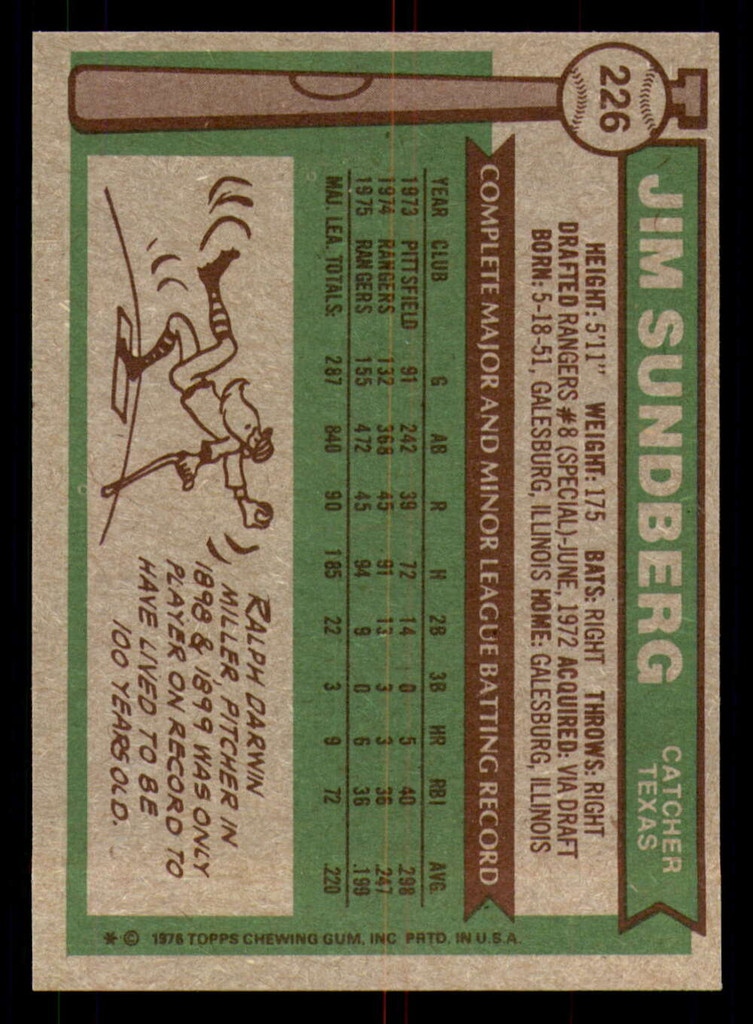 226
JIM SUNDBERG
CATCHER
TEXAS
HEIGHT: 5'11" WEIGHT: 175 BATS: RIGHT THROWS: RIGHT
DRAFTED RANGERS #8 (SPECIAL)-JUNE, 1972 ACQUIRED: VIA DRAFT
BORN: 5-18-51, GALESBURG, ILLINOIS HOME: GALESBURG, ILLINOIS
COMPLETE MAJOR AND MINOR LEAGUE BATTING RECORD
YEAR CLUB G AB R H 2B 3B HR RBI AVG.
1973 PITTSFIELD 91 242 39 72 14 0 5 40 .298
1974 RANGERS 132 368 45 91 13 3 3 36 .247
1975 RANGERS 155 472 45 94 9 0 6 36 .199
MAJ. LEA. TOTALS: 287 840 90 185 22 3 9 72 .220
RALPH DARWIN
MILLER, PITCHER IN
1898 & 1899 WAS ONLY
PLAYER ON RECORD TO
HAVE LIVED TO BE
100 YEARS OLD.
* © 1976 TOPPS CHEWING GUM, INC PRTD. IN U.S.A.